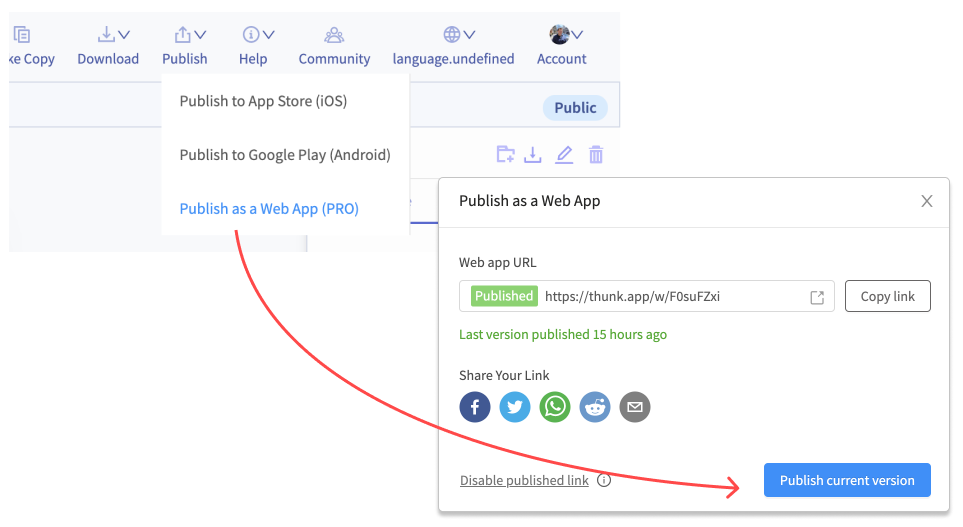 ke Copy
Download
Publish
Help
Community
language.undefined
Account
Publish to App Store (iOS)
Public
Publish to Google Play (Android)
Publish as a Web App (PRO)
Publish as a Web App
Web app URL
Published https://thunk.app/w/F0suFZxi
Copy link
Last version published 15 hours ago
Share Your Link
Disable published link
Publish current version